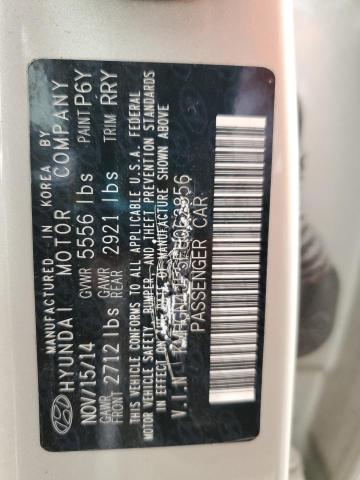 MANUFACTURED IN KOREA BY
HYUNDAI MOTOR COMPANY
NOV/15/14 GVWR 5556 lbs PAINT P6Y
GAWR FRONT 2712 lbs GAWR REAR 2921 lbs TRIM RRY
THIS VEHICLE CONFORMS TO ALL APPLICABLE U.S.A. FEDERAL
MOTOR VEHICLE SAFETY, BUMPER, AND THEFT PREVENTION STANDARDS
IN EFFECT ON THE DATE OF MANUFACTURE SHOWN ABOVE
V.I.N
PASSENGER CAR